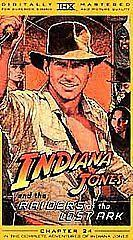 DIGITALLY THX MASTERED
INDIANA
JONES
and the
RAIDERS of the
LOST ARK
CHAPTER 24
IN THE COMPLETE ADVENTURES OF INDIANA JONES